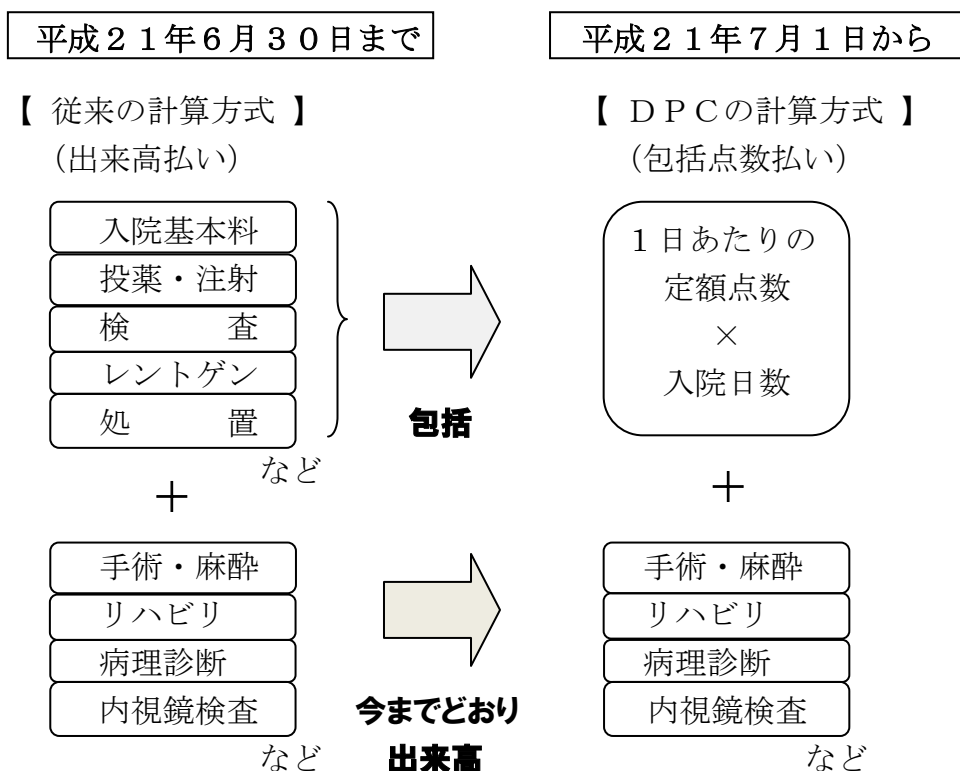 平成２１年６月３０日まで
【 従来の計算方式 】
（出来高払い）
入院基本料
投薬・注射
検　　　査
レントゲン
処　　　置
など
＋
手術・麻酔
リハビリ
病理診断
内視鏡検査
など
包括
今までどおり
出来高
平成２１年７月１日から
【 ＤＰＣの計算方式 】
（包括点数払い）
１日あたりの
定額点数
×
入院日数
＋
手術・麻酔
リハビリ
病理診断
内視鏡検査
など